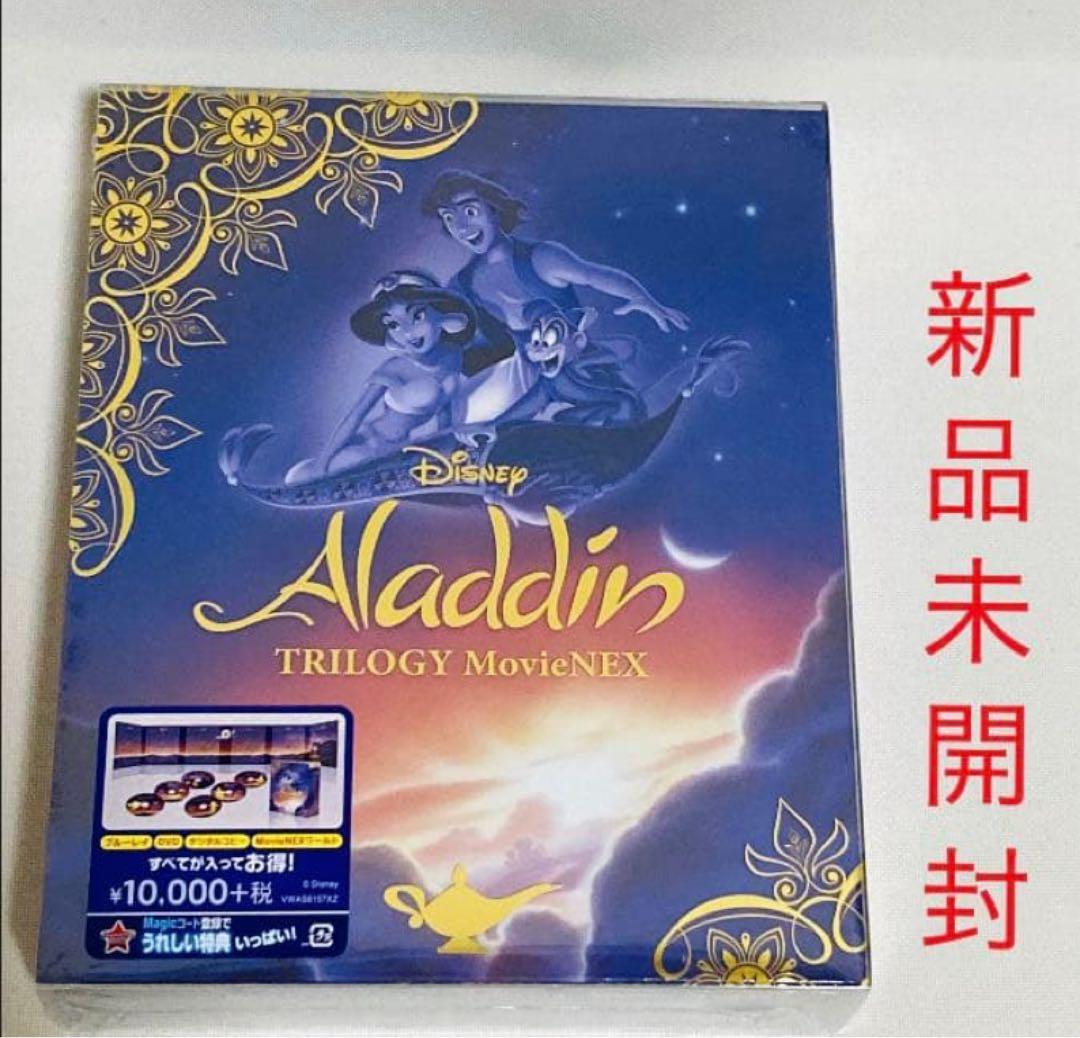 Disney
Aladdin
TRILOGY MovieNEX
ブルーレイ DVD デジタルコピー MovieNEXワールド
すべてが入ってお得!
¥10,000+税
© Disney
Magicコード登録で
うれしい特典 いっぱい!
新品未開封